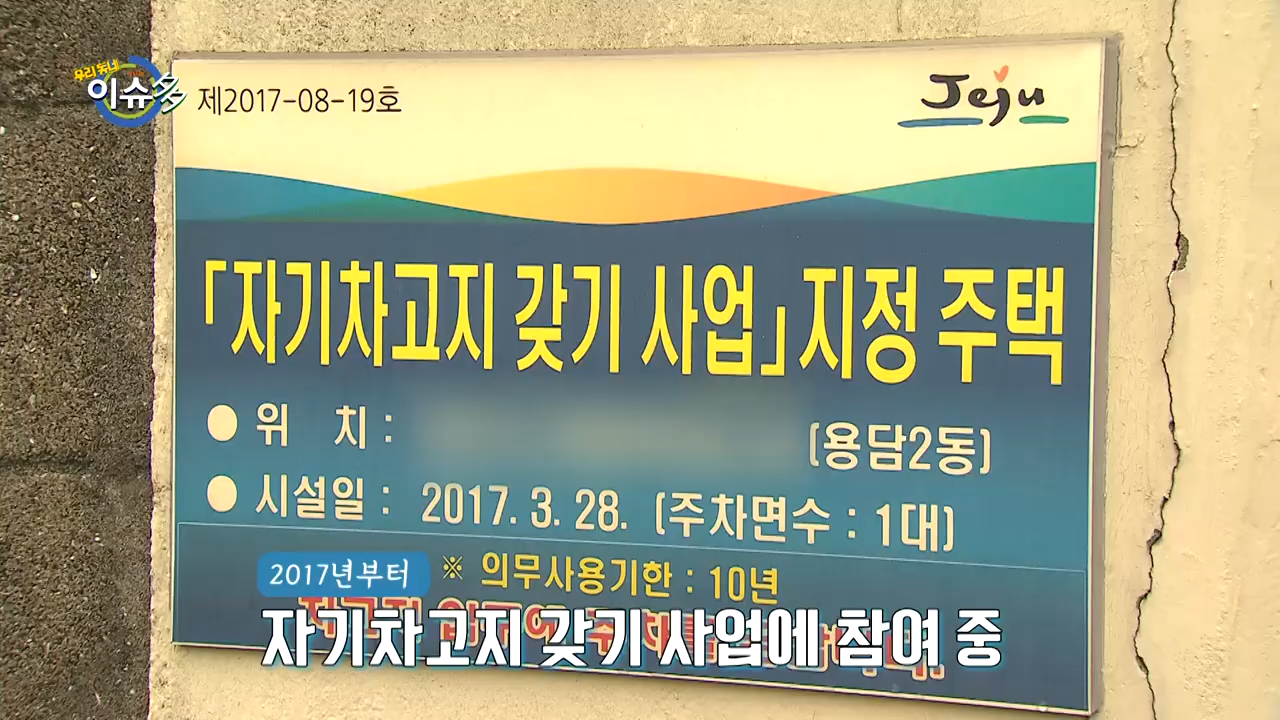 우리 동네
이슈多
제2017-08-19호
Jeju
「자기차고지 갖기 사업」지정 주택
● 위 치 :
(용담2동)
● 시설일 : 2017. 3. 28. (주차면수 : 1대)
※ 의무사용기한 : 10년
2017년부터
자기차고지 갖기 사업에 참여 중